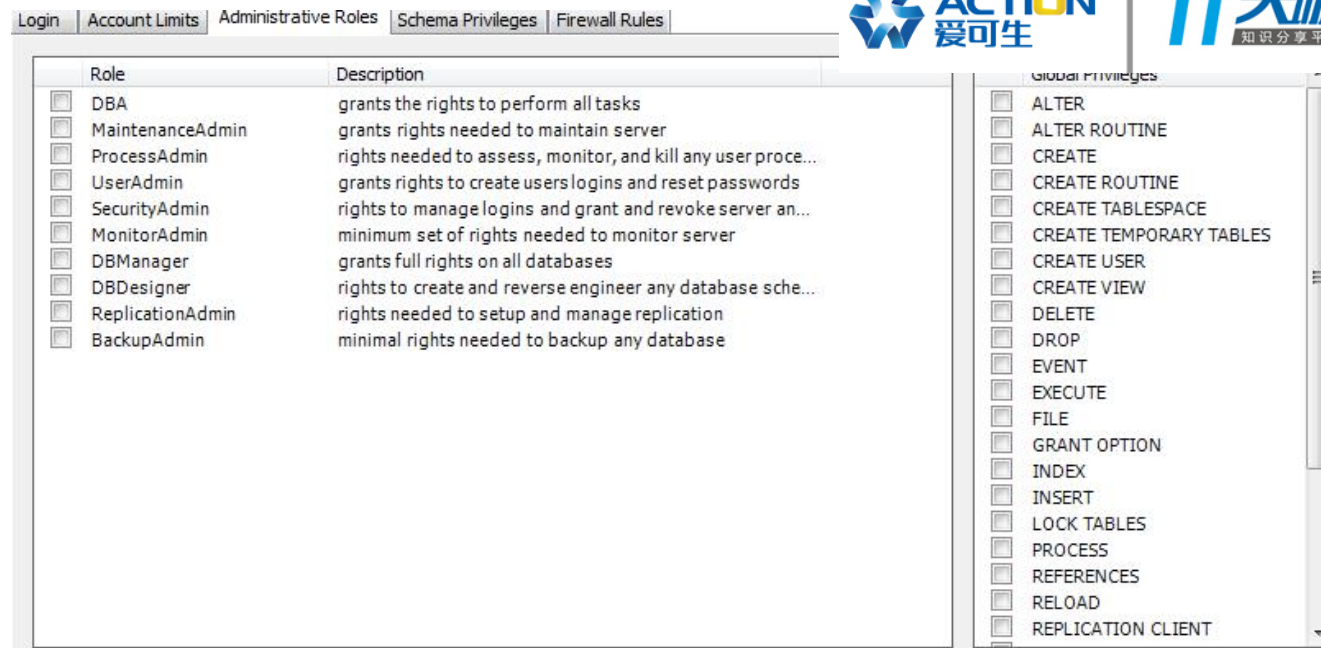 Login Account Limits Administrative Roles Schema Privileges Firewall Rules
ACTION
爱可生
知识分享平
Role Description
DBA grants the rights to perform all tasks
MaintenanceAdmin grants rights needed to maintain server
ProcessAdmin rights needed to assess, monitor, and kill any user proce...
UserAdmin grants rights to create users logins and reset passwords
SecurityAdmin rights to manage logins and grant and revoke server an...
MonitorAdmin minimum set of rights needed to monitor server
DBManager grants full rights on all databases
DBDesigner rights to create and reverse engineer any database sche...
ReplicationAdmin rights needed to setup and manage replication
BackupAdmin minimal rights needed to backup any database
Global Privileges
ALTER
ALTER ROUTINE
CREATE
CREATE ROUTINE
CREATE TABLESPACE
CREATE TEMPORARY TABLES
CREATE USER
CREATE VIEW
DELETE
DROP
EVENT
EXECUTE
FILE
GRANT OPTION
INDEX
INSERT
LOCK TABLES
PROCESS
REFERENCES
RELOAD
REPLICATION CLIENT